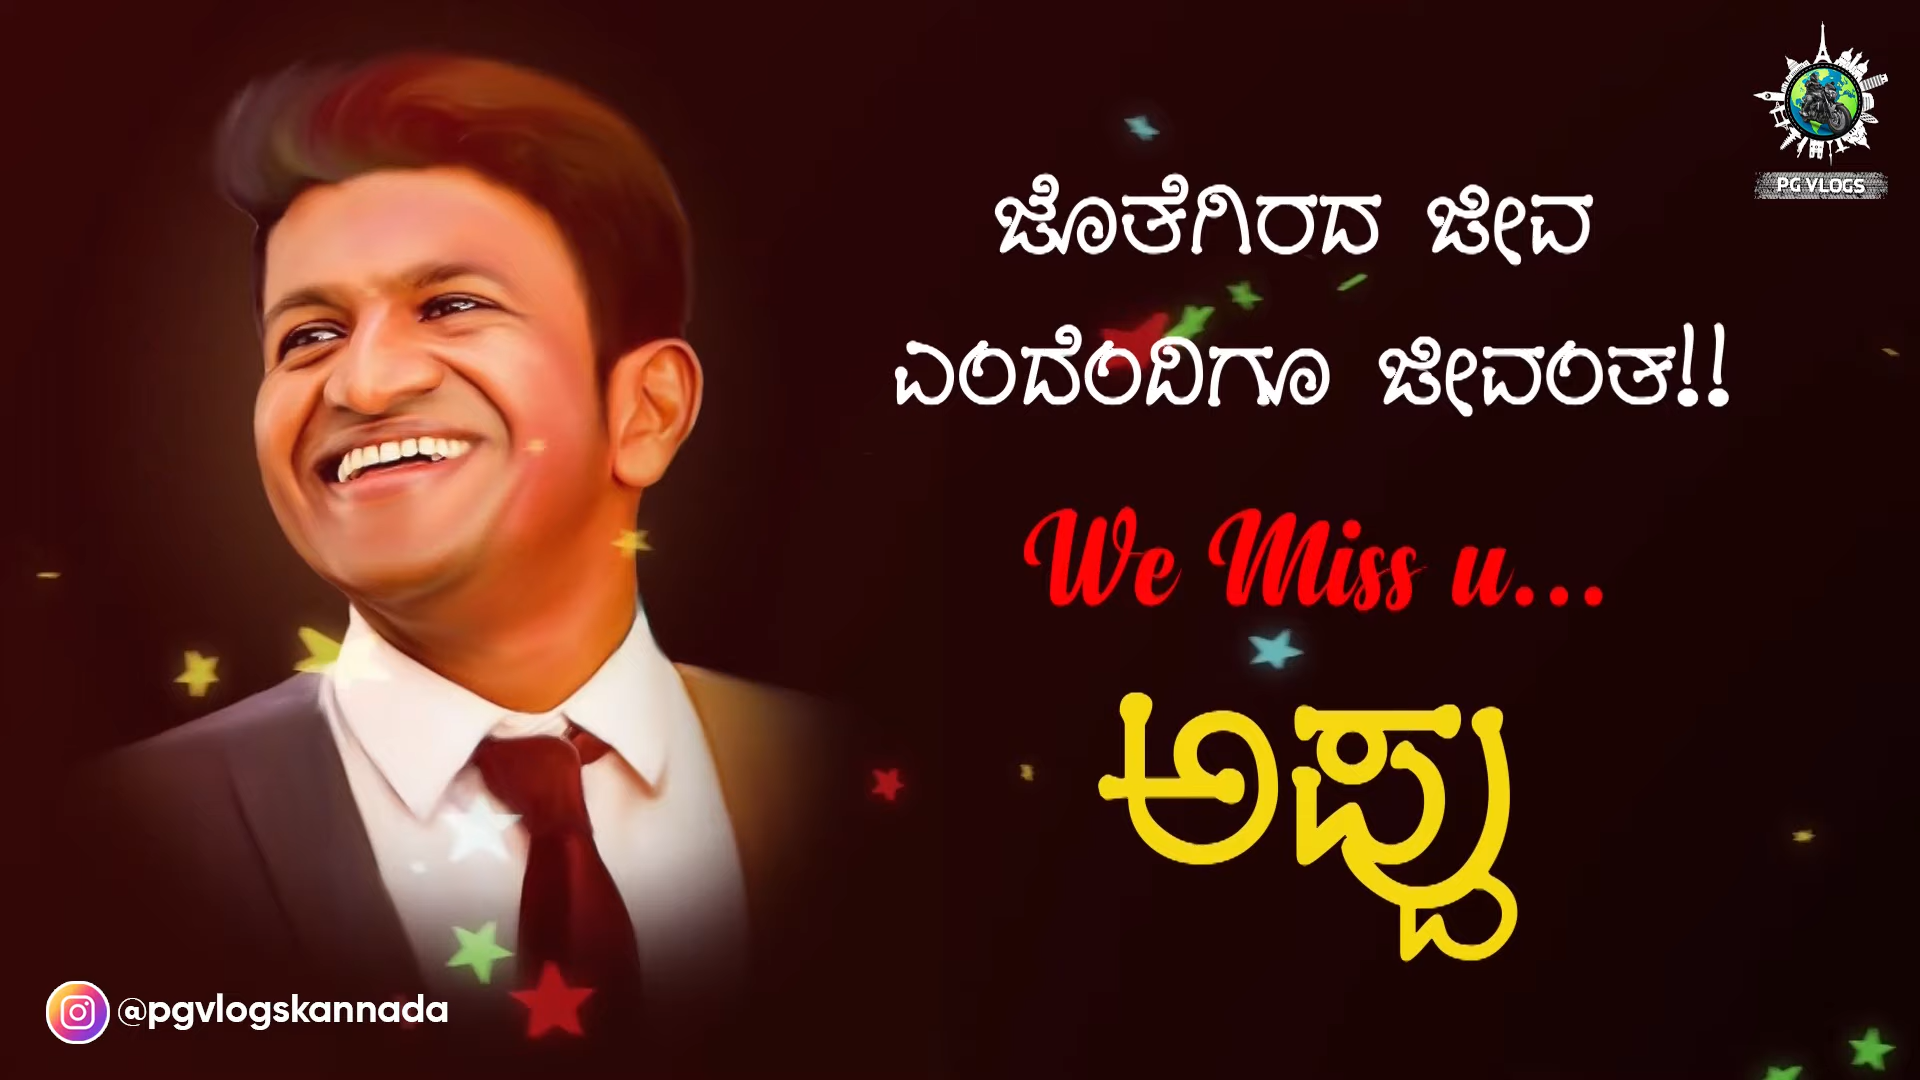 PG VLOGS
ಜೊತೆಗಿರದ ಜೀವ
ಎಂದೆಂದಿಗೂ ಜೀವಂತ!!
We Miss u...
ಅಪ್ಪು
@pgvlogskannada